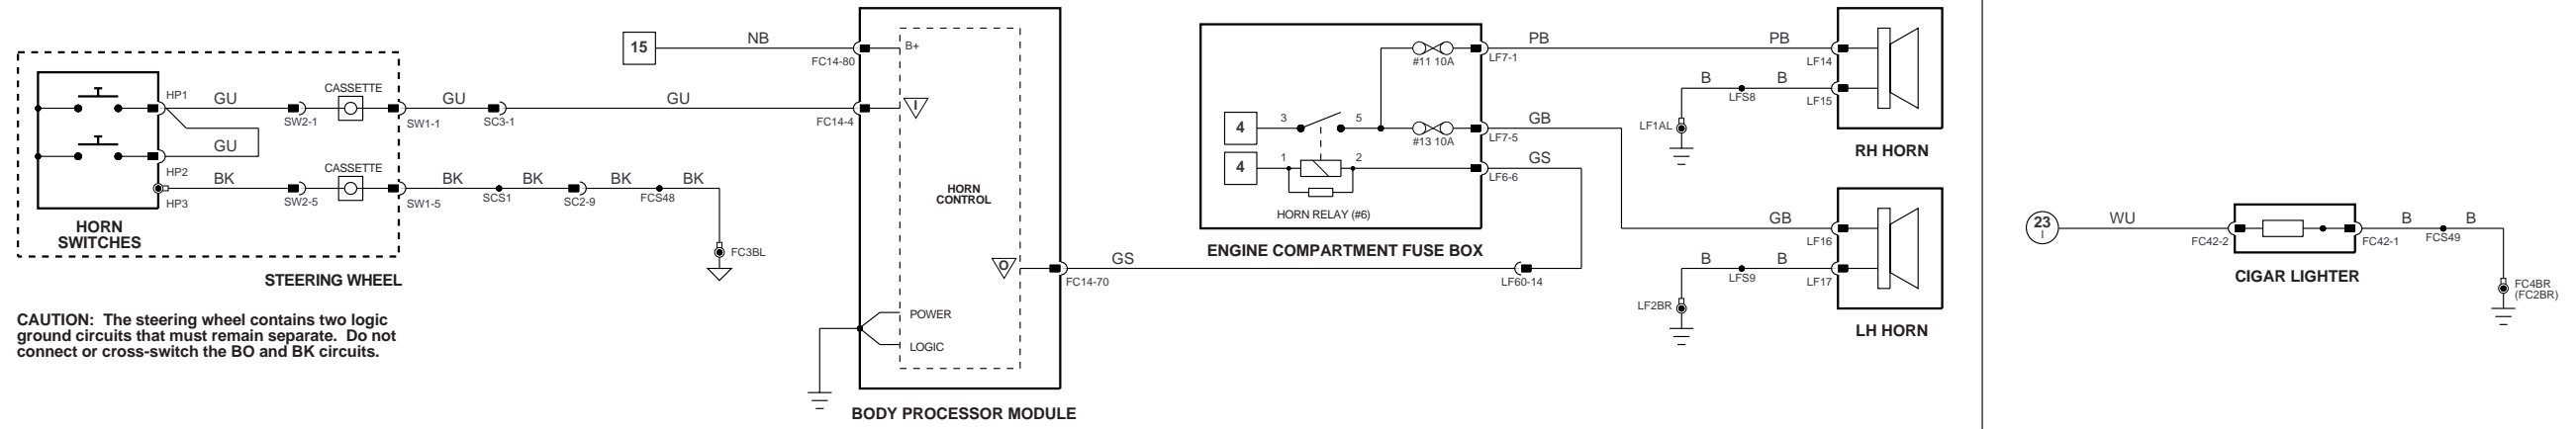 HP1
GU
SW2-1
CASSETTE
GU
SW1-1
SC3-1
GU
FC14-4
I
GU
HP2
BK
HP3
SW2-5
CASSETTE
BK
SW1-5
SCS1
BK
SC2-9
BK
FCS48
BK
FC3BL
HORN
SWITCHES
STEERING WHEEL
CAUTION: The steering wheel contains two logic
ground circuits that must remain separate. Do not
connect or cross-switch the BO and BK circuits.
15
NB
FC14-80
B+
HORN
CONTROL
O
POWER
LOGIC
FC14-70
GS
LF60-14
BODY PROCESSOR MODULE
#11 10A
LF7-1
PB
PB
LF14
4
3
5
#13 10A
LF7-5
GB
4
1
2
LF6-6
GS
HORN RELAY (#6)
ENGINE COMPARTMENT FUSE BOX
B
B
LFS8
LF15
LF1AL
RH HORN
GB
LF16
B
B
LFS9
LF17
LF2BR
LH HORN
23
I
WU
FC42-2
FC42-1
B
B
FCS49
CIGAR LIGHTER
FC4BR
(FC2BR)